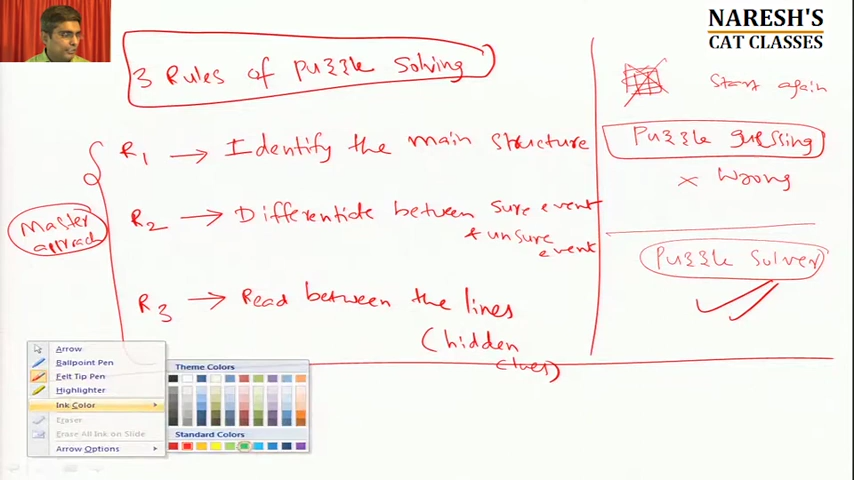 NARESH'S
CAT CLASSES
3 Rules of Puzzle Solving
Start again
R1 → Identify the main structure
Puzzle guessing
× Wrong
Master
approach
R2 → Differentiate between sure event
& unsure
event
Puzzle Solver
R3 → Read between the lines
(hidden
clues)
Arrow
Ballpoint Pen
Felt Tip Pen
Highlighter
Ink Color
Eraser
Erase All Ink on Slide
Arrow Options
Theme Colors
Standard Colors